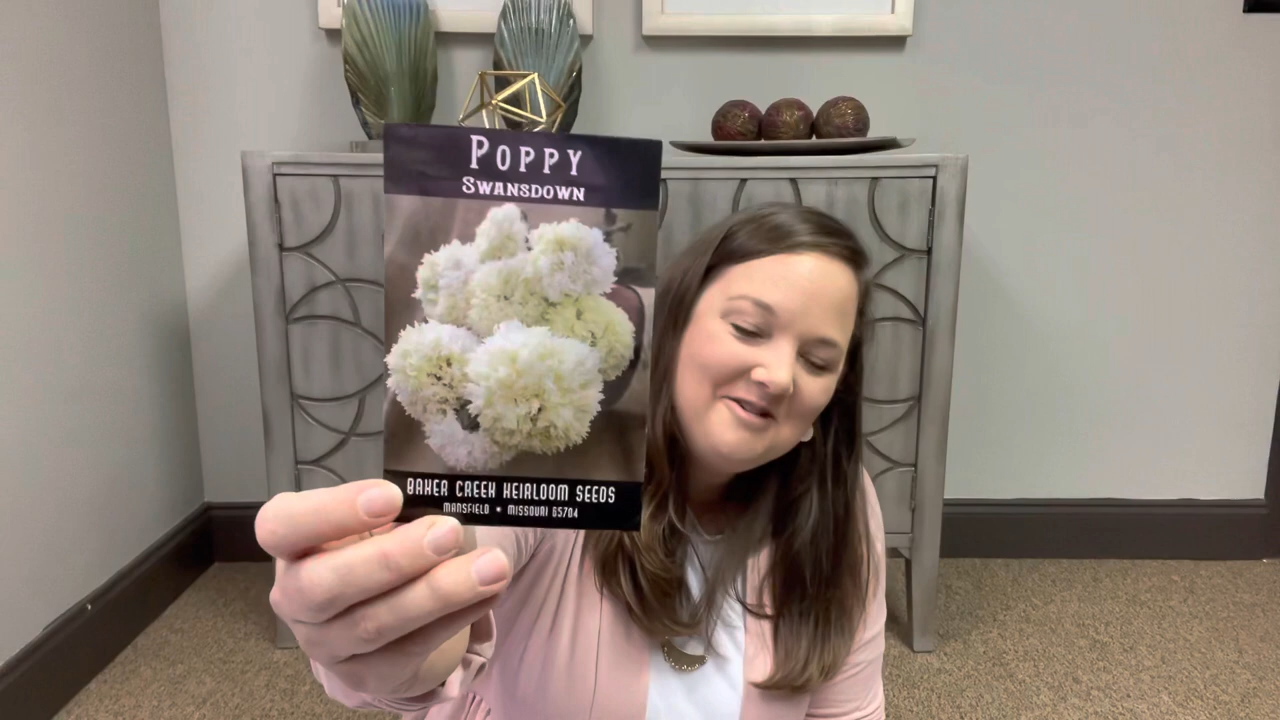 POPPY
SWANSDOWN
BAKER CREEK HEIRLOOM SEEDS
MANSFIELD • MISSOURI 65704